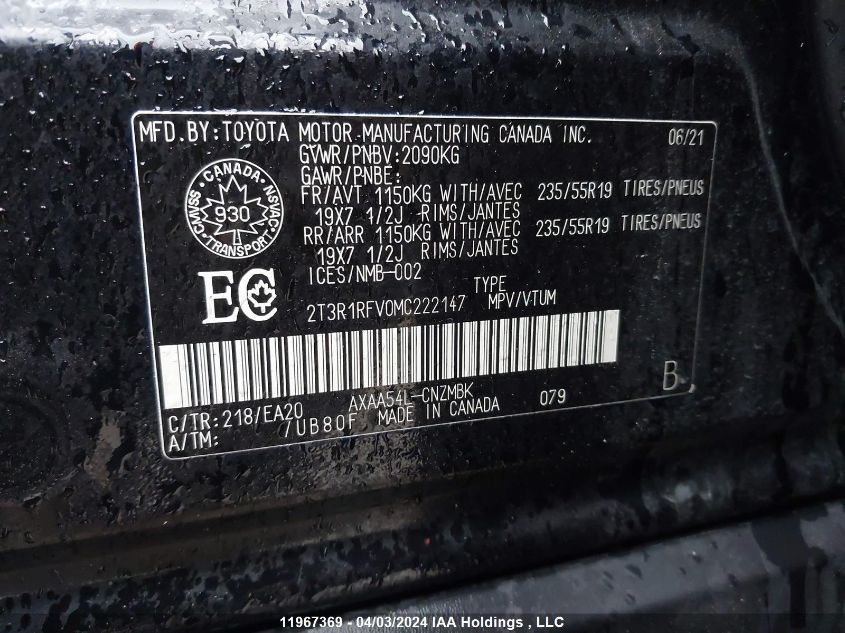 MFD.BY:TOYOTA MOTOR MANUFACTURING CANADA INC. 06/21
GVWR/PNBV:2090KG
GAWR/PNBE:
FR/AVT 1150KG WITH/AVEC 235/55R19 TIRES/PNEUS
19X7 1/2J RIMS/JANTES
RR/ARR 1150KG WITH/AVEC 235/55R19 TIRES/PNEUS
19X7 1/2J RIMS/JANTES
ICES/NMB-002
CANADA
CMVSS NSVAC
930
TRANSPORT
EC
TYPE
2T3R1RFV0MC222147 MPV/VTUM
C/TR:218/EA20 AXAA54L-CNZMBK 079 B
A/TM: /UB80F MADE IN CANADA
11967369 - 04/03/2024 IAA Holdings , LLC